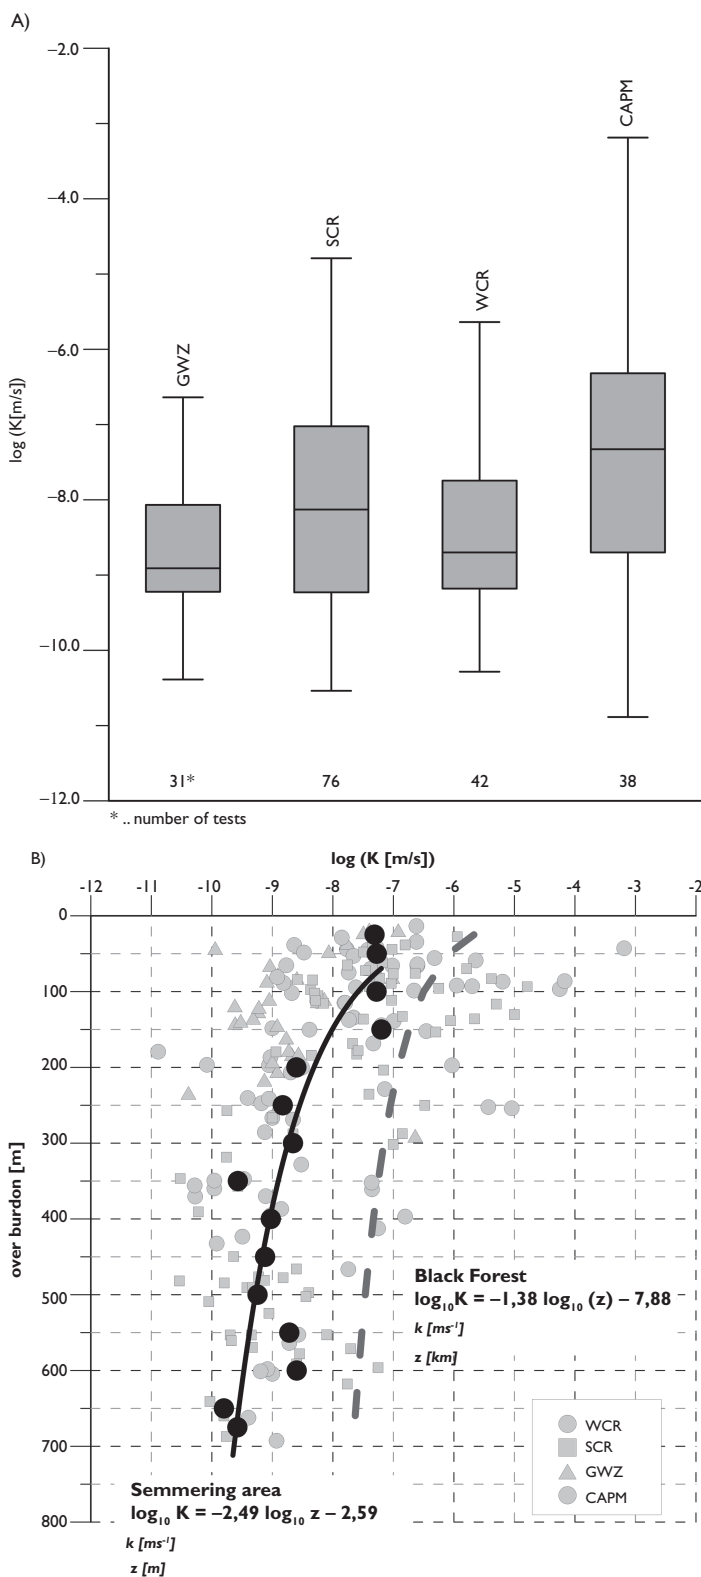 A)
−2.0
−4.0
−6.0
−8.0
−10.0
−12.0
log (K[m/s])
GWZ
SCR
WCR
CAPM
31*
76
42
38
* .. number of tests
B)
log (K [m/s])
-12
-11
-10
-9
-8
-7
-6
-5
-4
-3
-2
0
100
200
300
400
500
600
700
800
over burdon [m]
Black Forest
log₁₀K = −1,38 log₁₀ (z) − 7,88
k [ms⁻¹]
z [km]
WCR
SCR
GWZ
CAPM
Semmering area
log₁₀ K = −2,49 log₁₀ z − 2,59
k [ms⁻¹]
z [m]